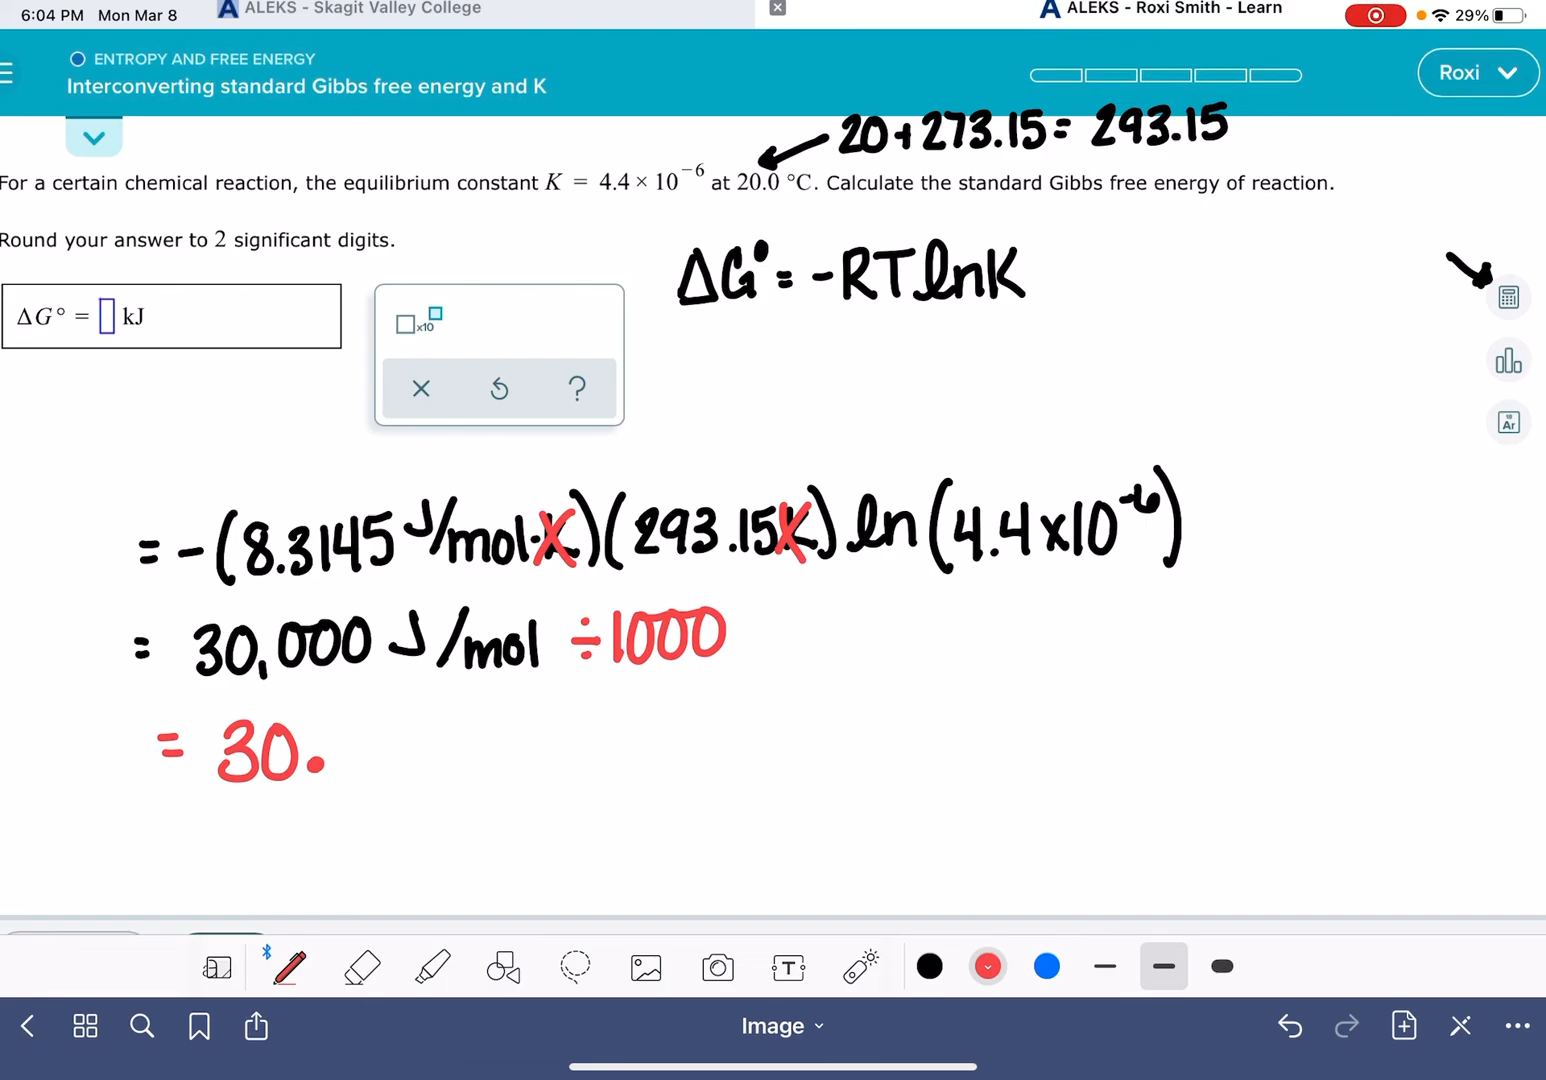 6:04 PM Mon Mar 8
ALEKS - Skagit Valley College
ALEKS - Roxi Smith - Learn
29%
ENTROPY AND FREE ENERGY
Interconverting standard Gibbs free energy and K
Roxi
20+273.15= 293.15
For a certain chemical reaction, the equilibrium constant K = 4.4 × 10⁻⁶ at 20.0 °C. Calculate the standard Gibbs free energy of reaction.
Round your answer to 2 significant digits.
ΔG° = -RTlnK
ΔG° = kJ
x10
?
18
Ar
= -(8.3145 J/mol·K)(293.15K) ln (4.4x10⁻⁶)
= 30,000 J/mol ÷1000
= 30.
a
T
Image